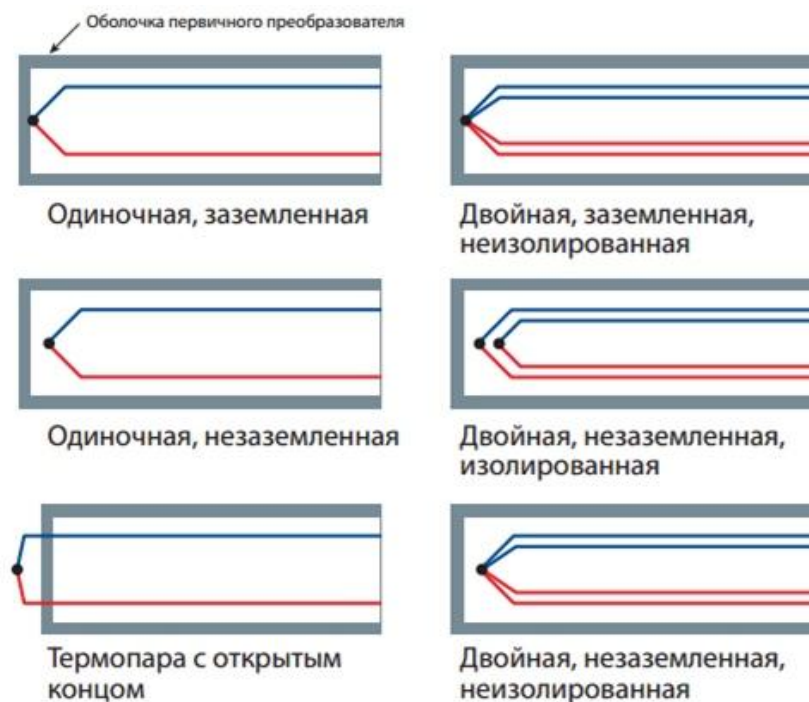 Оболочка первичного преобразователя
Одиночная, заземленная
Двойная, заземленная,
неизолированная
Одиночная, незаземленная
Двойная, незаземленная,
изолированная
Термопара с открытым
концом
Двойная, незаземленная,
неизолированная